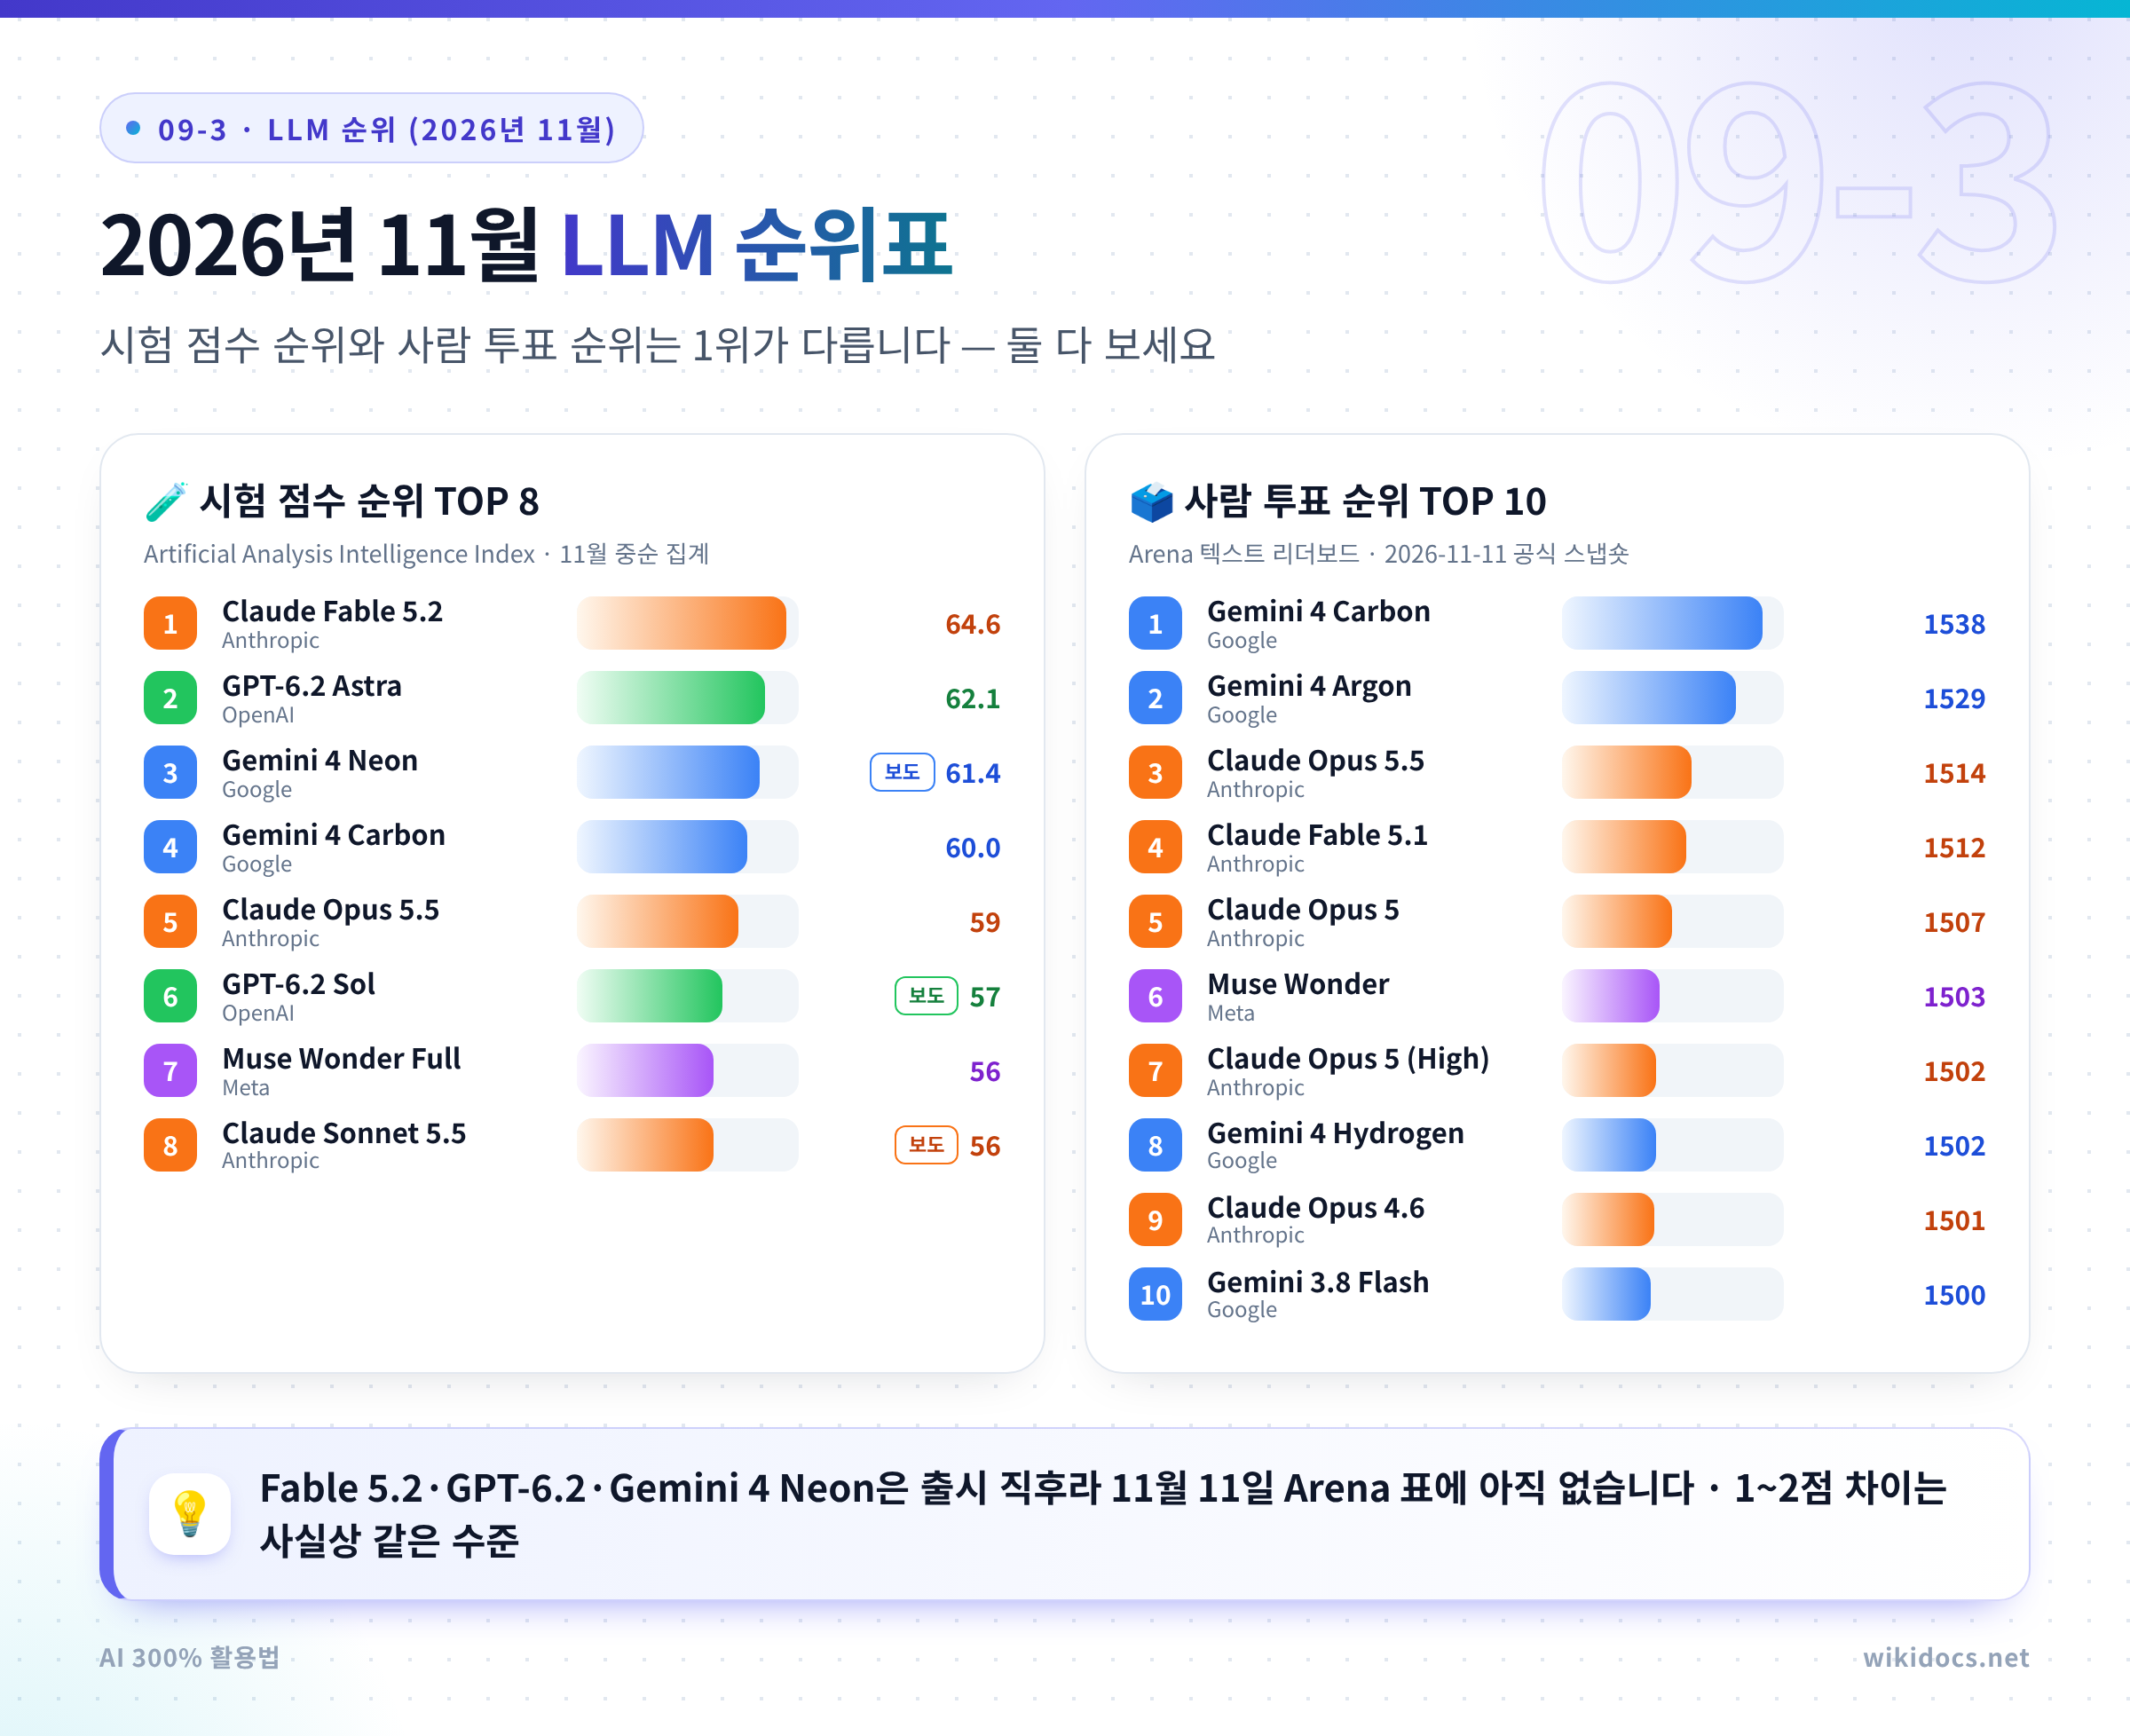 09-3
09-3 · LLM 순위 (2026년 11월)
2026년 11월 LLM 순위표
시험 점수 순위와 사람 투표 순위는 1위가 다릅니다 — 둘 다 보세요
시험 점수 순위 TOP 8
Artificial Analysis Intelligence Index · 11월 중순 집계
1 Claude Fable 5.2 64.6
Anthropic
2 GPT-6.2 Astra 62.1
OpenAI
3 Gemini 4 Neon 보도 61.4
Google
4 Gemini 4 Carbon 60.0
Google
5 Claude Opus 5.5 59
Anthropic
6 GPT-6.2 Sol 보도 57
OpenAI
7 Muse Wonder Full 56
Meta
8 Claude Sonnet 5.5 보도 56
Anthropic
사람 투표 순위 TOP 10
Arena 텍스트 리더보드 · 2026-11-11 공식 스냅숏
1 Gemini 4 Carbon 1538
Google
2 Gemini 4 Argon 1529
Google
3 Claude Opus 5.5 1514
Anthropic
4 Claude Fable 5.1 1512
Anthropic
5 Claude Opus 5 1507
Anthropic
6 Muse Wonder 1503
Meta
7 Claude Opus 5 (High) 1502
Anthropic
8 Gemini 4 Hydrogen 1502
Google
9 Claude Opus 4.6 1501
Anthropic
10 Gemini 3.8 Flash 1500
Google
Fable 5.2·GPT-6.2·Gemini 4 Neon은 출시 직후라 11월 11일 Arena 표에 아직 없습니다 · 1~2점 차이는
사실상 같은 수준
AI 300% 활용법
wikidocs.net